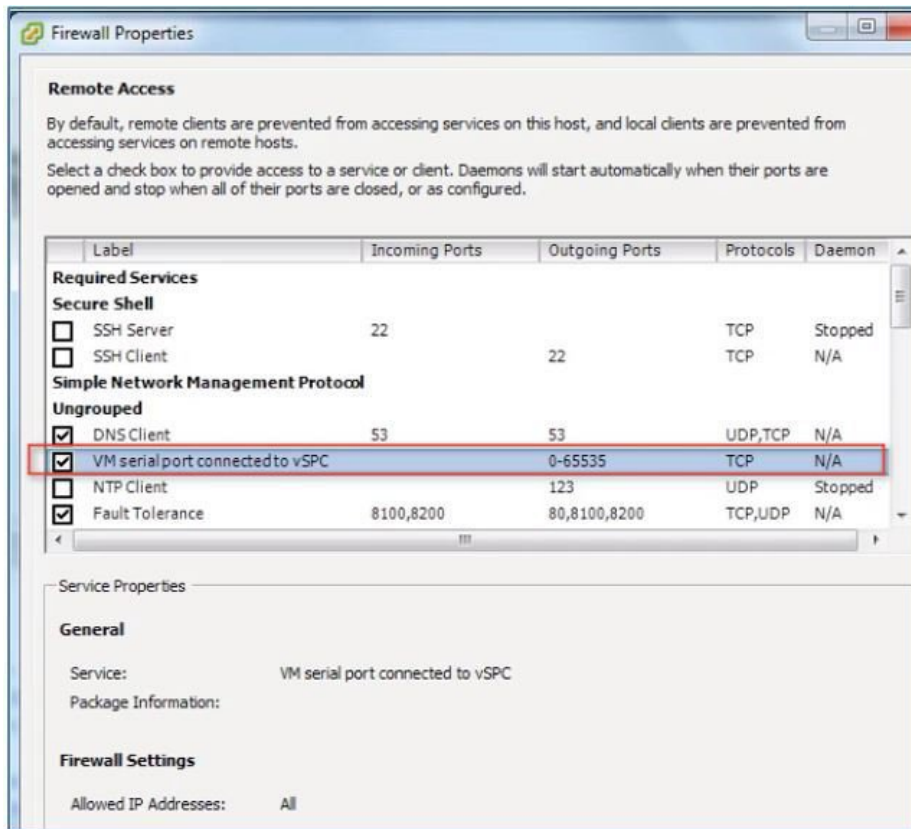 Firewall Properties
Remote Access
By default, remote clients are prevented from accessing services on this host, and local clients are prevented from
accessing services on remote hosts.
Select a check box to provide access to a service or client. Daemons will start automatically when their ports are
opened and stop when all of their ports are closed, or as configured.
Label Incoming Ports Outgoing Ports Protocols Daemon
Required Services
Secure Shell
SSH Server 22 TCP Stopped
SSH Client 22 TCP N/A
Simple Network Management Protocol
Ungrouped
DNS Client 53 53 UDP,TCP N/A
VM serial port connected to vSPC 0-65535 TCP N/A
NTP Client 123 UDP Stopped
Fault Tolerance 8100,8200 80,8100,8200 TCP,UDP N/A
Service Properties
General
Service: VM serial port connected to vSPC
Package Information:
Firewall Settings
Allowed IP Addresses: All